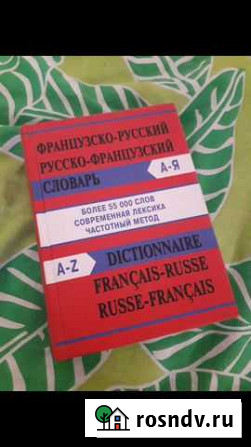 ФРАНЦУЗСКО-РУССКИЙ
РУССКО-ФРАНЦУЗСКИЙ
СЛОВАРЬ
А-Я
БОЛЕЕ 55 000 СЛОВ
СОВРЕМЕННАЯ ЛЕКСИКА
ЧАСТОТНЫЙ МЕТОД
A-Z
DICTIONNAIRE
FRANÇAIS-RUSSE
RUSSE-FRANÇAIS
rosndv.ru